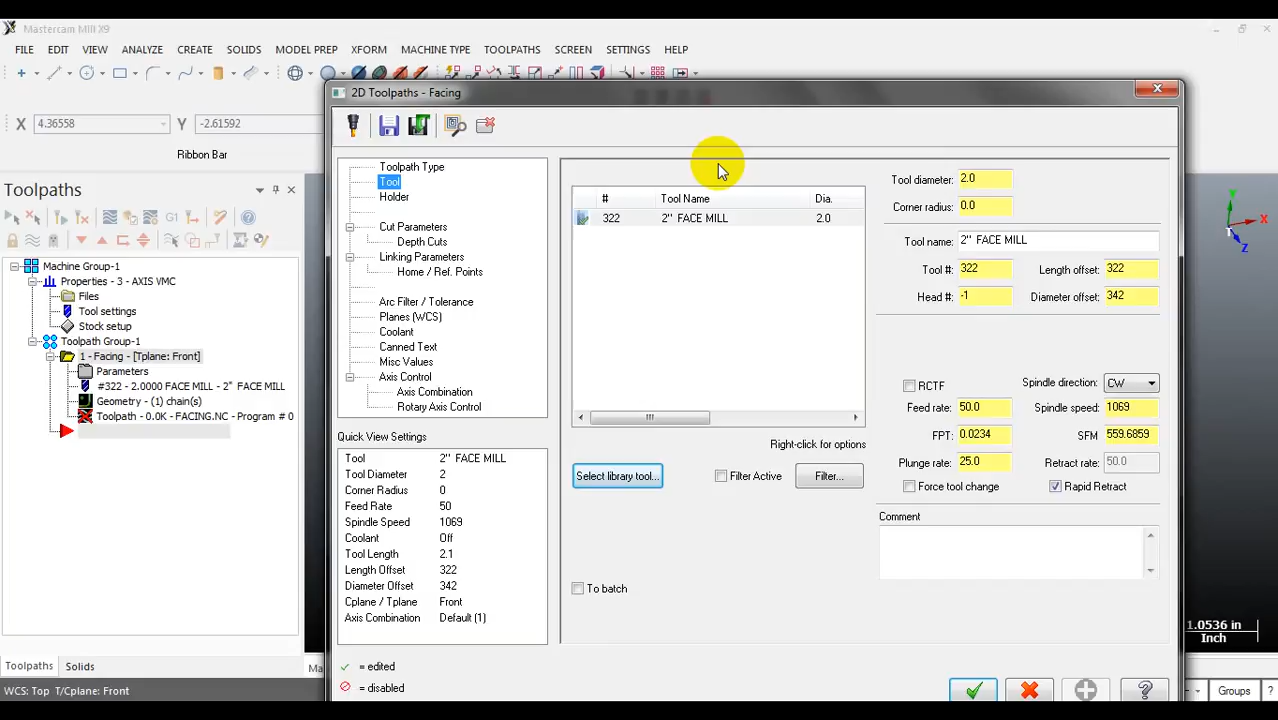 Mastercam Mill X9
FILE EDIT VIEW ANALYZE CREATE SOLIDS MODEL PREP XFORM MACHINE TYPE TOOLPATHS SCREEN SETTINGS HELP
2D Toolpaths - Facing
X 4.36558 Y -2.61592
Ribbon Bar
Toolpaths
G1
Machine Group-1
Properties - 3 - AXIS VMC
Files
Tool settings
Stock setup
Toolpath Group-1
1 - Facing - [Tplane: Front]
Parameters
#322 - 2.0000 FACE MILL - 2" FACE MILL
Geometry - (1) chain(s)
Toolpath - 0.0K - FACING.NC - Program # 0
Toolpaths Solids
WCS: Top T/Cplane: Front
Toolpath Type
Tool
Holder
Cut Parameters
Depth Cuts
Linking Parameters
Home / Ref. Points
Arc Filter / Tolerance
Planes (WCS)
Coolant
Canned Text
Misc Values
Axis Control
Axis Combination
Rotary Axis Control
Quick View Settings
Tool 2" FACE MILL
Tool Diameter 2
Corner Radius 0
Feed Rate 50
Spindle Speed 1069
Coolant Off
Tool Length 2.1
Length Offset 322
Diameter Offset 342
Cplane / Tplane Front
Axis Combination Default (1)
= edited
= disabled
# Tool Name Dia.
322 2" FACE MILL 2.0
Right-click for options
Select library tool... Filter Active Filter...
To batch
Tool diameter: 2.0
Corner radius: 0.0
Tool name: 2" FACE MILL
Tool #: 322 Length offset: 322
Head #: -1 Diameter offset: 342
RCTF Spindle direction: CW
Feed rate: 50.0 Spindle speed: 1069
FPT: 0.0234 SFM 559.6859
Plunge rate: 25.0 Retract rate: 50.0
Force tool change Rapid Retract
Comment
Y
X
Z
1.0536 in
Inch
Ma
Groups ?